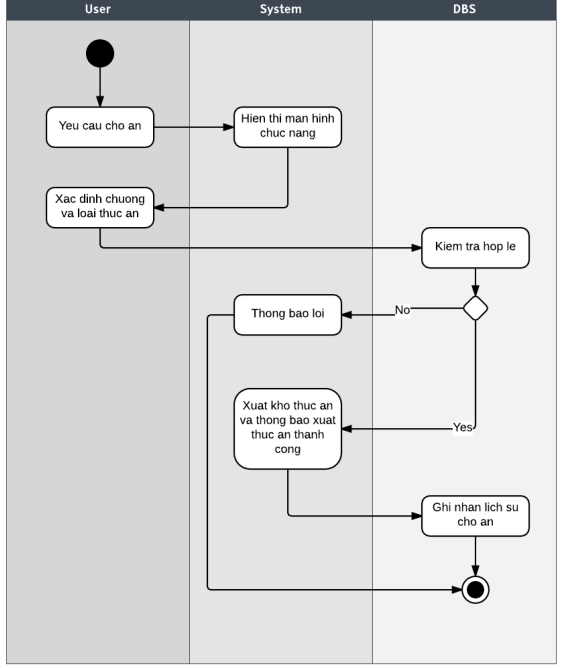 User
System
DBS
Yeu cau cho an
Hien thi man hinh
chuc nang
Xac dinh chuong
va loai thuc an
Kiem tra hop le
No
Thong bao loi
Xuat kho thuc an
va thong bao xuat
thuc an thanh
cong
Yes
Ghi nhan lich su
cho an